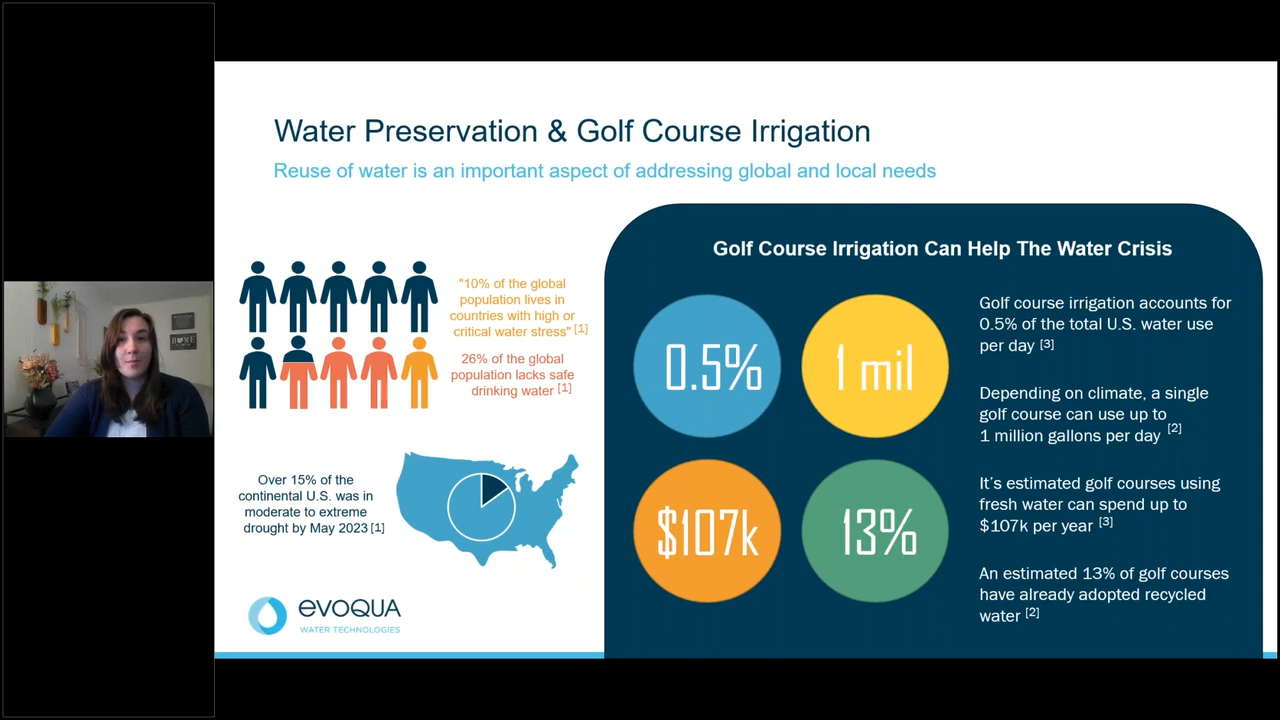 Water Preservation & Golf Course Irrigation
Reuse of water is an important aspect of addressing global and local needs
"10% of the global
population lives in
countries with high or
critical water stress" [1]
26% of the global
population lacks safe
drinking water [1]
Over 15% of the
continental U.S. was in
moderate to extreme
drought by May 2023 [1]
evoqua
WATER TECHNOLOGIES
Golf Course Irrigation Can Help The Water Crisis
0.5%
1 mil
$107k
13%
Golf course irrigation accounts for
0.5% of the total U.S. water use
per day [3]
Depending on climate, a single
golf course can use up to
1 million gallons per day [2]
It's estimated golf courses using
fresh water can spend up to
$107k per year [3]
An estimated 13% of golf courses
have already adopted recycled
water [2]